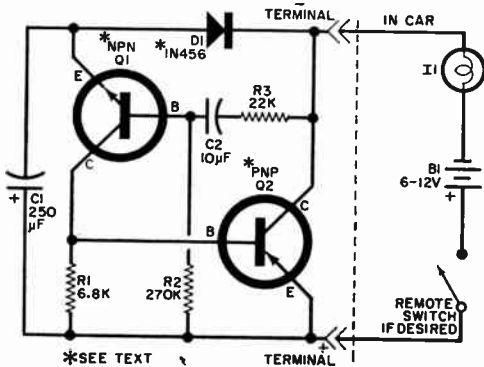 –
TERMINAL
IN CAR
*NPN
Q1
*IN456
D1
I1
E
B
C
R3
22K
C2
10µF
*PNP
Q2
B1
6-12V
+
C1
250
µF
+
C
B
E
R1
6.8K
R2
270K
REMOTE
SWITCH
IF DESIRED
*SEE TEXT
TERMINAL
+